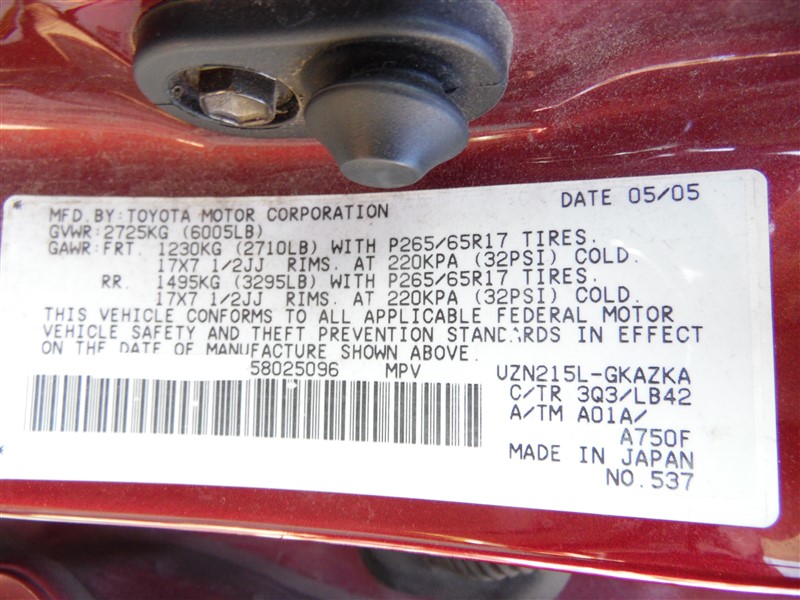 MFD.BY:TOYOTA MOTOR CORPORATION DATE 05/05
GVWR:2725KG (6005LB)
GAWR:FRT. 1230KG (2710LB) WITH P265/65R17 TIRES.
17X7 1/2JJ RIMS. AT 220KPA (32PSI) COLD.
RR. 1495KG (3295LB) WITH P265/65R17 TIRES.
17X7 1/2JJ RIMS. AT 220KPA (32PSI) COLD.
THIS VEHICLE CONFORMS TO ALL APPLICABLE FEDERAL MOTOR
VEHICLE SAFETY AND THEFT PREVENTION STANDARDS IN EFFECT
ON THE DATE OF MANUFACTURE SHOWN ABOVE.
58025096 MPV UZN215L-GKAZKA
C/TR 3Q3/LB42
A/TM A01A/
A750F
MADE IN JAPAN
NO.537